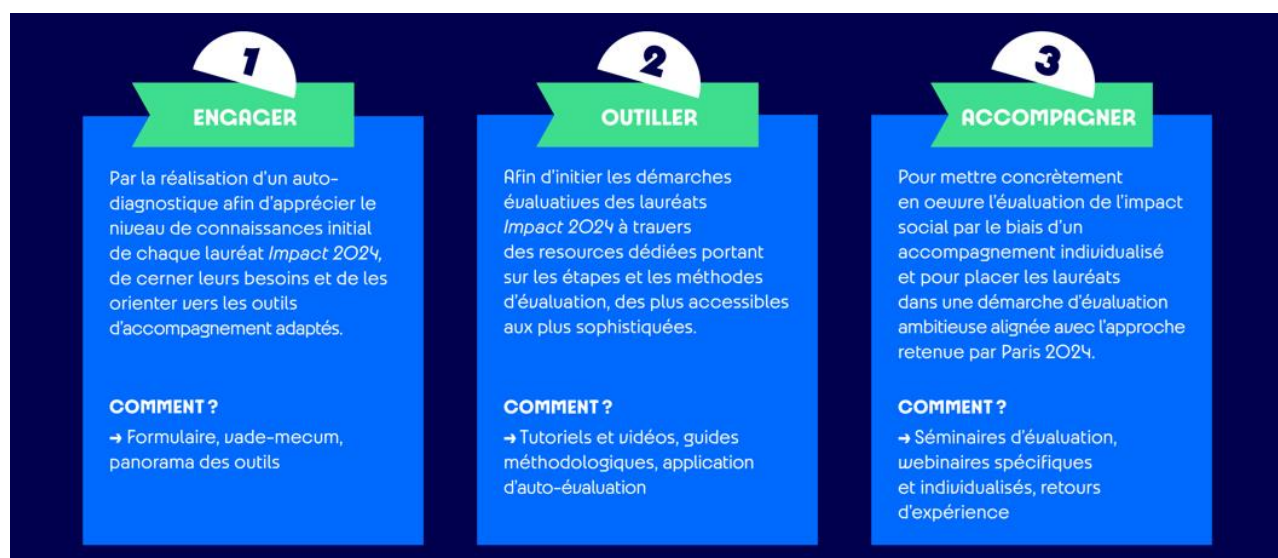 1
ENGAGER
Par la réalisation d'un auto-
diagnostique afin d'apprécier le
niveau de connaissances initial
de chaque lauréat Impact 2024,
de cerner leurs besoins et de les
orienter vers les outils
d'accompagnement adaptés.
COMMENT ?
→ Formulaire, vade-mecum,
panorama des outils
2
OUTILLER
Afin d'initier les démarches
évaluatives des lauréats
Impact 2024 à travers
des resources dédiées portant
sur les étapes et les méthodes
d'évaluation, des plus accessibles
aux plus sophistiquées.
COMMENT ?
→ Tutoriels et vidéos, guides
méthodologiques, application
d'auto-évaluation
3
ACCOMPAGNER
Pour mettre concrètement
en oeuvre l'évaluation de l'impact
social par le biais d'un
accompagnement individualisé
et pour placer les lauréats
dans une démarche d'évaluation
ambitieuse alignée avec l'approche
retenue par Paris 2024.
COMMENT ?
→ Séminaires d'évaluation,
webinaires spécifiques
et individualisés, retours
d'expérience